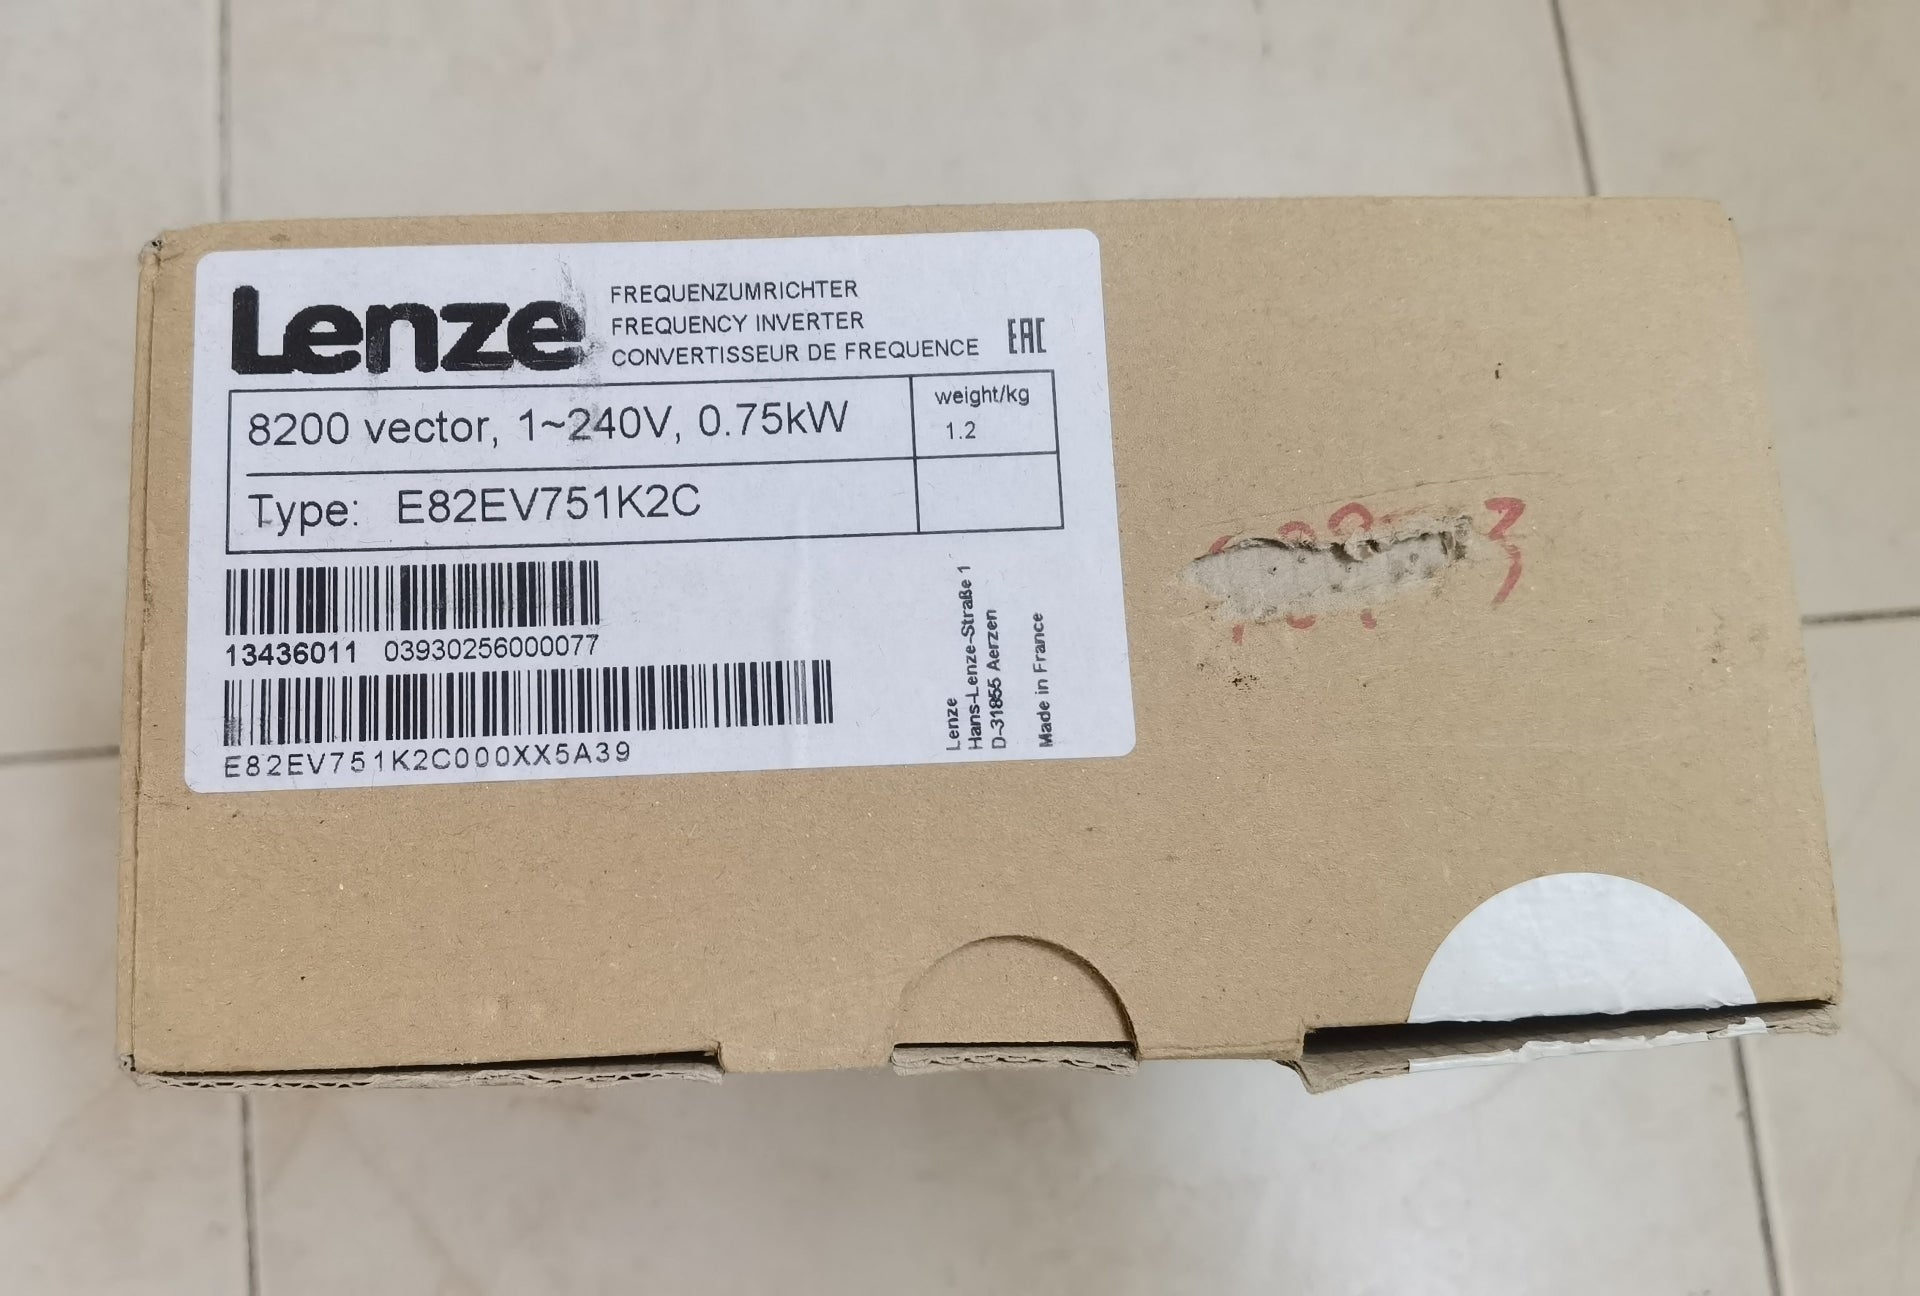 Lenze
FREQUENZUMRICHTER
FREQUENCY INVERTER
CONVERTISSEUR DE FREQUENCE
EAC
8200 vector, 1~240V, 0.75kW
weight/kg
1.2
Type: E82EV751K2C
13436011 03930256000077
E82EV751K2C000XX5A39
Lenze
Hans-Lenze-Straße 1
D-31855 Aerzen
Made in France
3